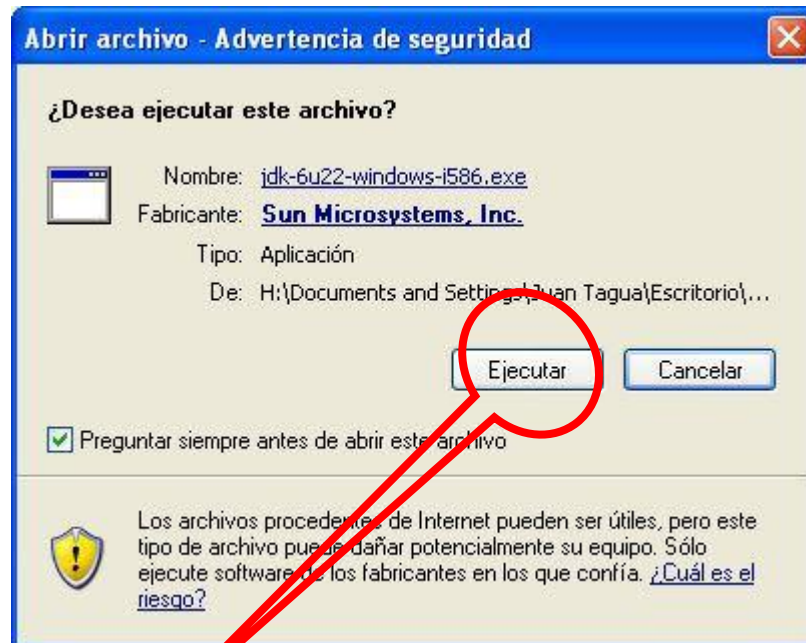 Abrir archivo - Advertencia de seguridad
¿Desea ejecutar este archivo?
Nombre: jdk-6u22-windows-i586.exe
Fabricante: Sun Microsystems, Inc.
Tipo: Aplicación
De: H:\Documents and Settings\Juan Tagua\Escritorio\...
Ejecutar Cancelar
Preguntar siempre antes de abrir este archivo
Los archivos procedentes de Internet pueden ser útiles, pero este
tipo de archivo puede dañar potencialmente su equipo. Sólo
ejecute software de los fabricantes en los que confía. ¿Cuál es el
riesgo?